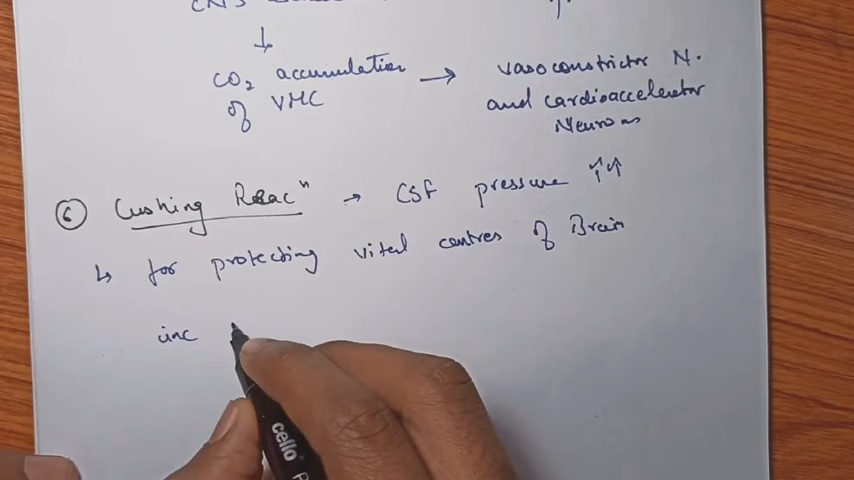 CNS
↓ ↑
CO₂ accumulation → vasoconstrictor N.
of VMC and cardioaccelerator
Neurons
⑥ Cushing Reacⁿ → CSF pressure ↑↑
↳ for protecting vital centres of Brain
inc
cello